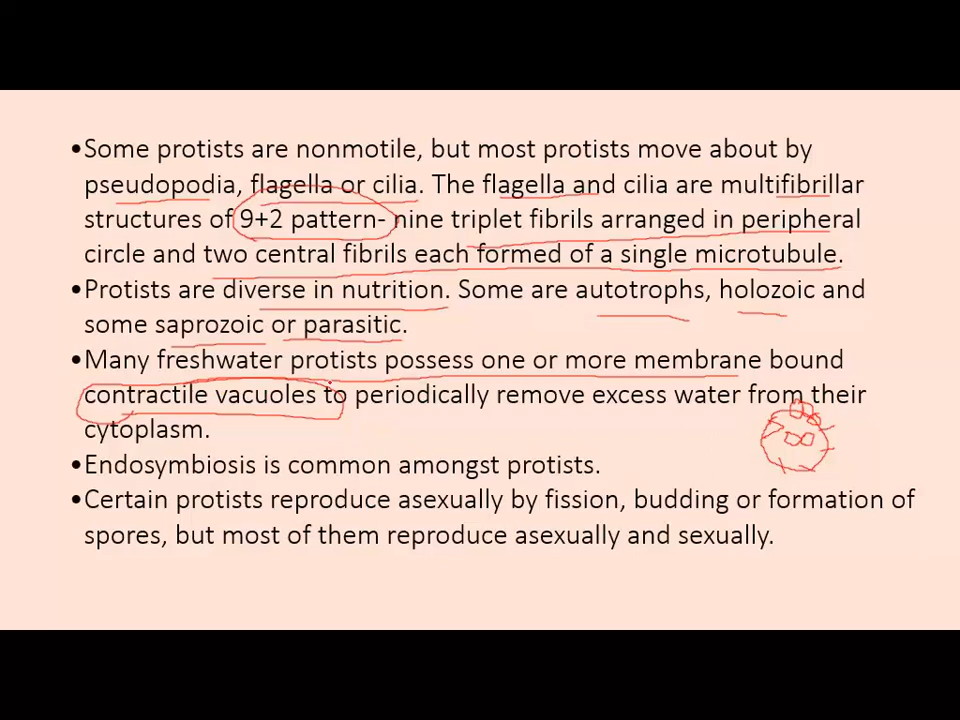 •Some protists are nonmotile, but most protists move about by
pseudopodia, flagella or cilia. The flagella and cilia are multifibrillar
structures of 9+2 pattern- nine triplet fibrils arranged in peripheral
circle and two central fibrils each formed of a single microtubule.
•Protists are diverse in nutrition. Some are autotrophs, holozoic and
some saprozoic or parasitic.
•Many freshwater protists possess one or more membrane bound
contractile vacuoles to periodically remove excess water from their
cytoplasm.
•Endosymbiosis is common amongst protists.
•Certain protists reproduce asexually by fission, budding or formation of
spores, but most of them reproduce asexually and sexually.